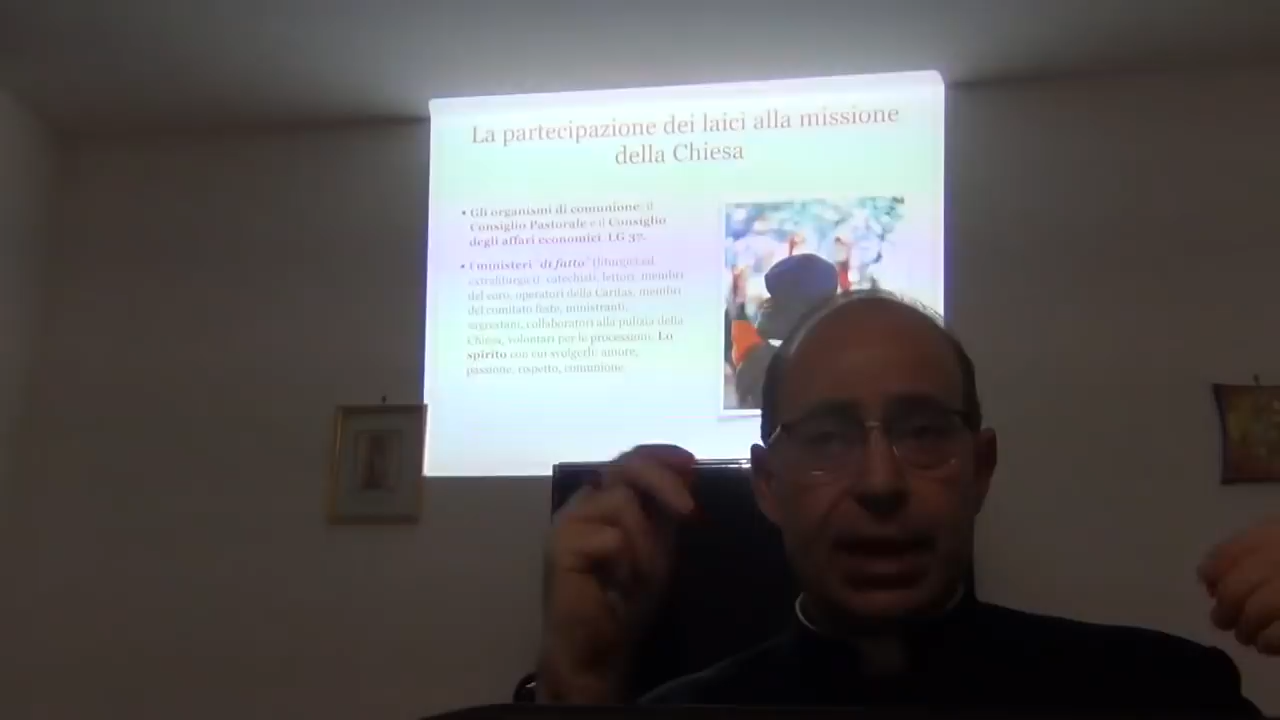 La partecipazione dei laici alla missione
della Chiesa
• Gli organismi di comunione: il
Consiglio Pastorale e il Consiglio
degli affari economici. LG 37.
• I ministeri "di fatto" (liturgici ed
extraliturgici): catechisti, lettori, membri
del coro, operatori della Caritas, membri
del comitato feste, ministranti,
sagrestani, collaboratori alla pulizia della
Chiesa, volontari per le processioni. Lo
spirito con cui svolgerli: amore,
passione, rispetto, comunione.